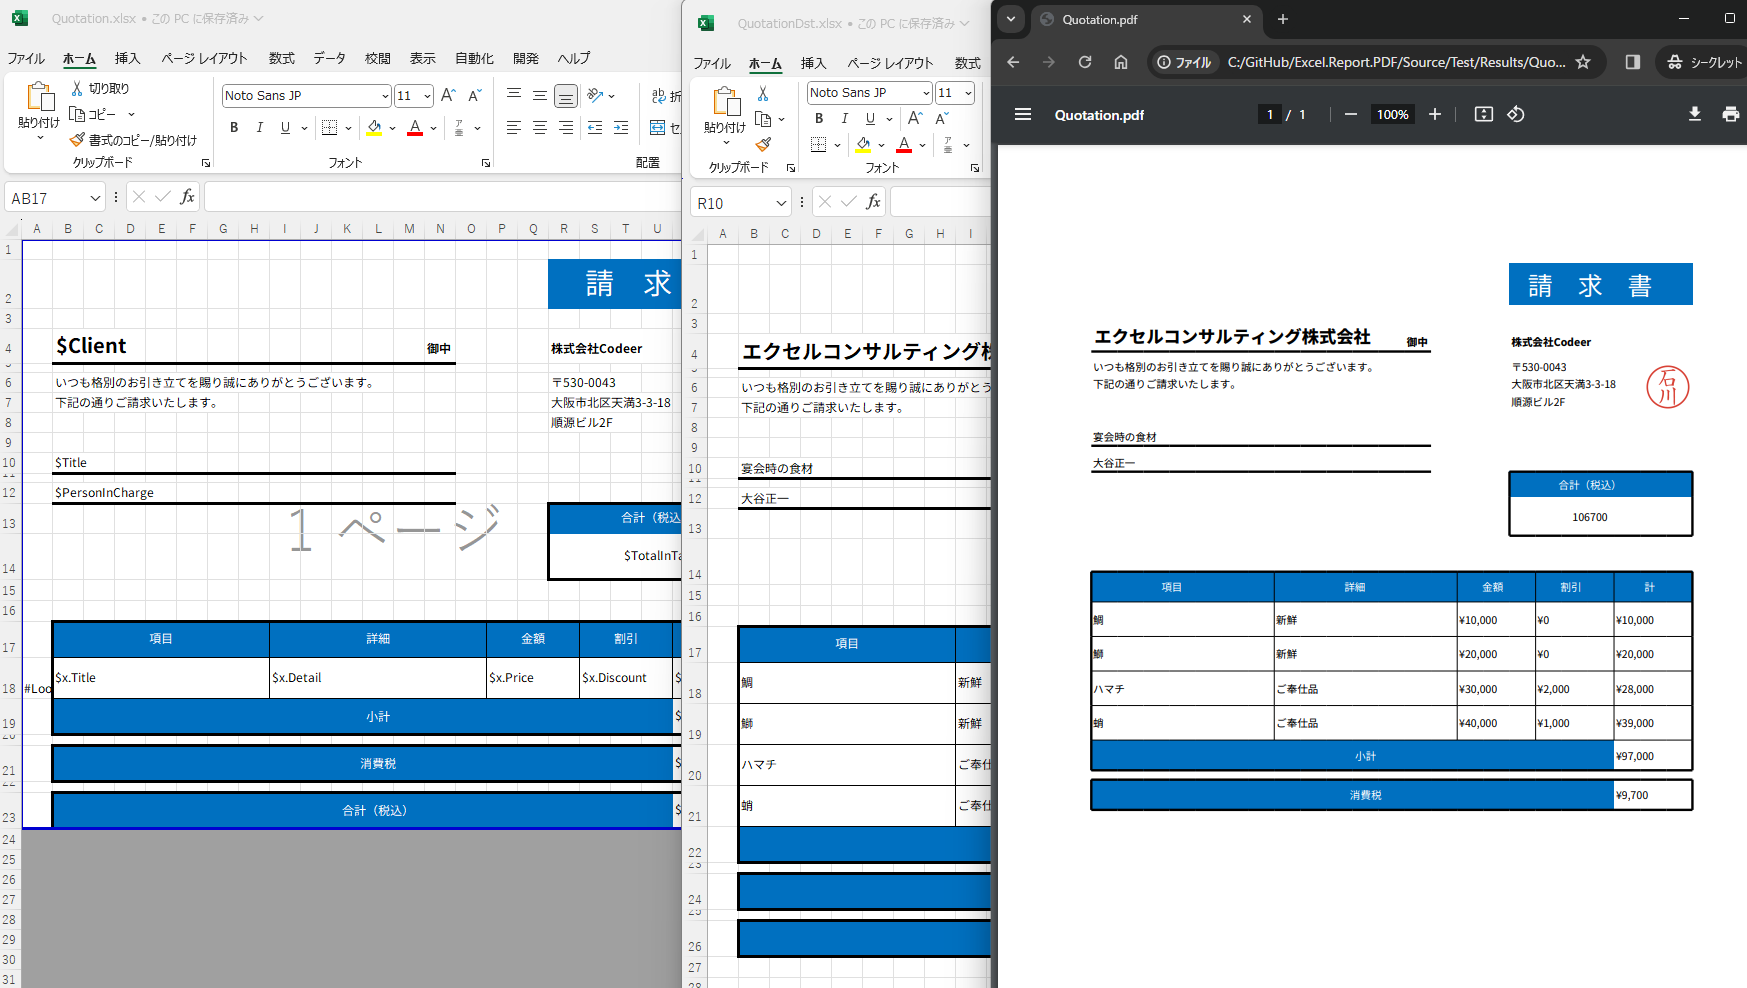 Quotation.xlsx • この PC に保存済み
ファイル ホーム 挿入 ページ レイアウト 数式 データ 校閲 表示 自動化 開発 ヘルプ
貼り付け
切り取り
コピー
書式のコピー/貼り付け
クリップボード
Noto Sans JP 11
B I U
フォント
配置
AB17
fx
A B C D E F G H I J K L M N O P Q R S T U
1
2 請 求
3
4 $Client 御中 株式会社Codeer
6 いつも格別のお引き立てを賜り誠にありがとうございます。 〒530-0043
7 下記の通りご請求いたします。 大阪市北区天満3-3-18
8 順源ビル2F
9
10 $Title
12 $PersonInCharge
1 ページ
13 合計（税込
14 $TotalInTa
15
16
17 項目 詳細 金額 割引
18 #Loo $x.Title $x.Detail $x.Price $x.Discount $
19 小計 $
21 消費税 $
23 合計（税込） $
24
25
26
27
28
29
30
31
QuotationDst.xlsx • この PC に保存済み
ファイル ホーム 挿入 ページ レイアウト 数式
貼り付け
クリップボード
Noto Sans JP 11
B I U
フォント
R10
fx
A B C D E F G H I
1
2
3
4 エクセルコンサルティング株
6 いつも格別のお引き立てを賜り誠にありがとう
7 下記の通りご請求いたします。
8
9
10 宴会時の食材
12 大谷正一
13
14
15
16
17 項目
18 鯛 新鮮
19 鰤 新鮮
20 ハマチ ご奉仕
21 蛸 ご奉仕
22
23
24
25
26
27
28
Quotation.pdf
ファイル C:/GitHub/Excel.Report.PDF/Source/Test/Results/Quo... シークレット
Quotation.pdf 1 / 1 100%
請 求 書
エクセルコンサルティング株式会社 御中
株式会社Codeer
いつも格別のお引き立てを賜り誠にありがとうございます。
下記の通りご請求いたします。
〒530-0043
大阪市北区天満3-3-18
順源ビル2F
石川
宴会時の食材
大谷正一
合計（税込）
106700
項目 詳細 金額 割引 計
鯛 新鮮 ¥10,000 ¥0 ¥10,000
鰤 新鮮 ¥20,000 ¥0 ¥20,000
ハマチ ご奉仕品 ¥30,000 ¥2,000 ¥28,000
蛸 ご奉仕品 ¥40,000 ¥1,000 ¥39,000
小計 ¥97,000
消費税 ¥9,700